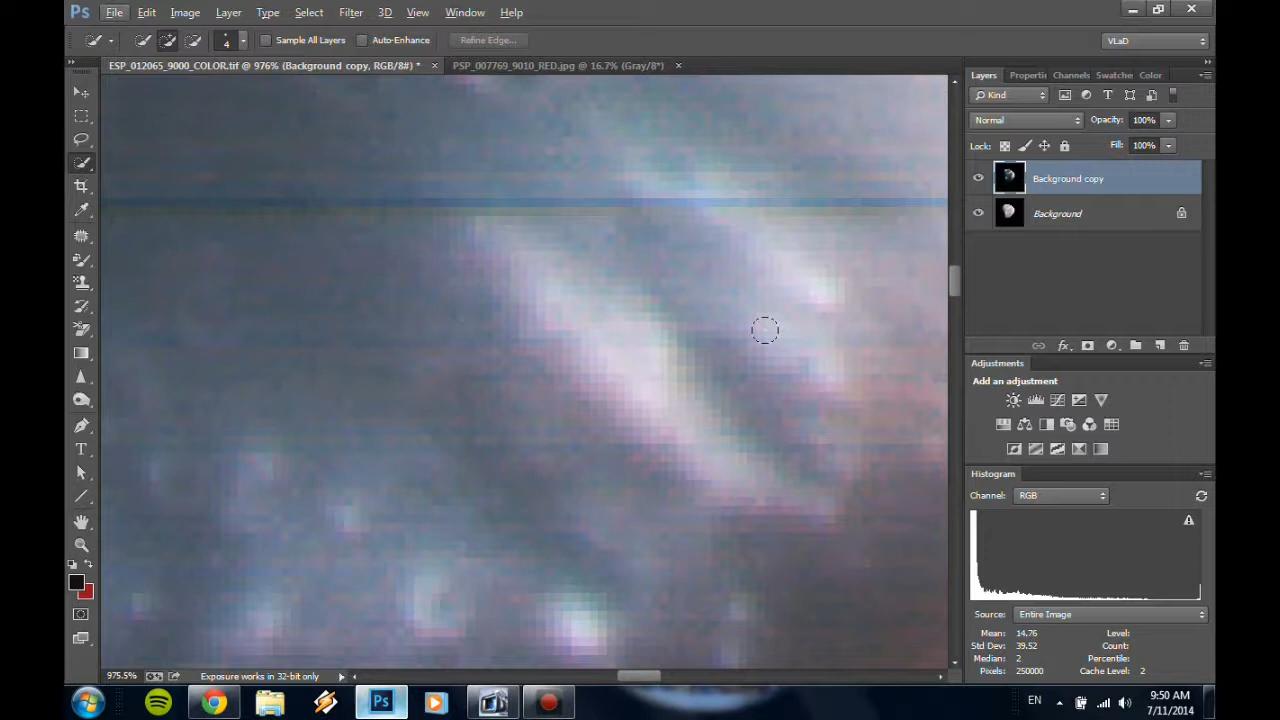 Ps File Edit Image Layer Type Select Filter 3D View Window Help
4 Sample All Layers Auto-Enhance Refine Edge... VLaD
ESP_012065_9000_COLOR.tif @ 976% (Background copy, RGB/8#) * × PSP_007769_9010_RED.jpg @ 16.7% (Gray/8*) ×
Layers Properti Channels Swatche Color
Kind
Normal Opacity: 100%
Lock: Fill: 100%
Background copy
Background
fx
Adjustments
Add an adjustment
Histogram
Channel: RGB
Source: Entire Image
Mean: 14.76 Level:
Std Dev: 39.52 Count:
Median: 2 Percentile:
Pixels: 250000 Cache Level: 2
975.5% Exposure works in 32-bit only
Ps EN 9:50 AM
7/11/2014